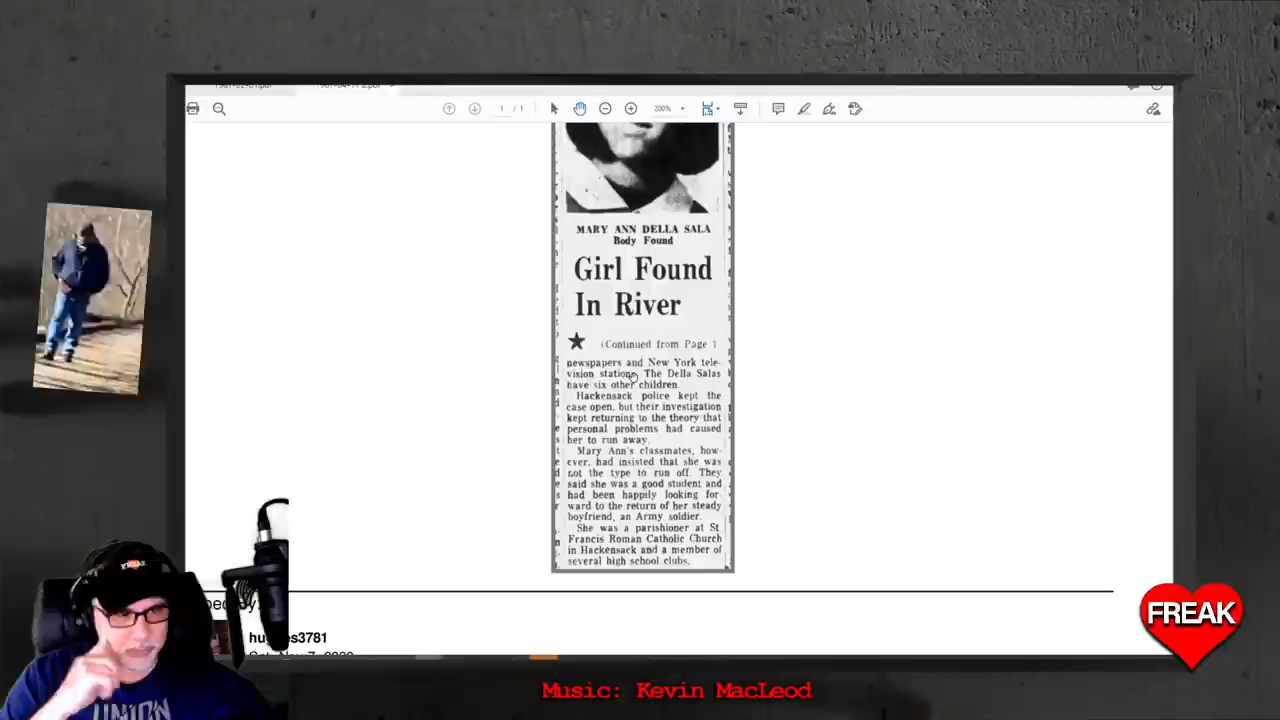 1 / 1
200%
MARY ANN DELLA SALA
Body Found
Girl Found
In River
(Continued from Page 1
newspapers and New York tele-
vision stations. The Della Salas
have six other children.
Hackensack police kept the
case open, but their investigation
kept returning to the theory that
personal problems had caused
her to run away.
Mary Ann's classmates, how-
ever, had insisted that she was
not the type to run off. They
said she was a good student and
had been happily looking for-
ward to the return of her steady
boyfriend, an Army soldier.
She was a parishioner at St
Francis Roman Catholic Church
in Hackensack and a member of
several high school clubs.
3781
UNION
FREAK
Music: Kevin MacLeod